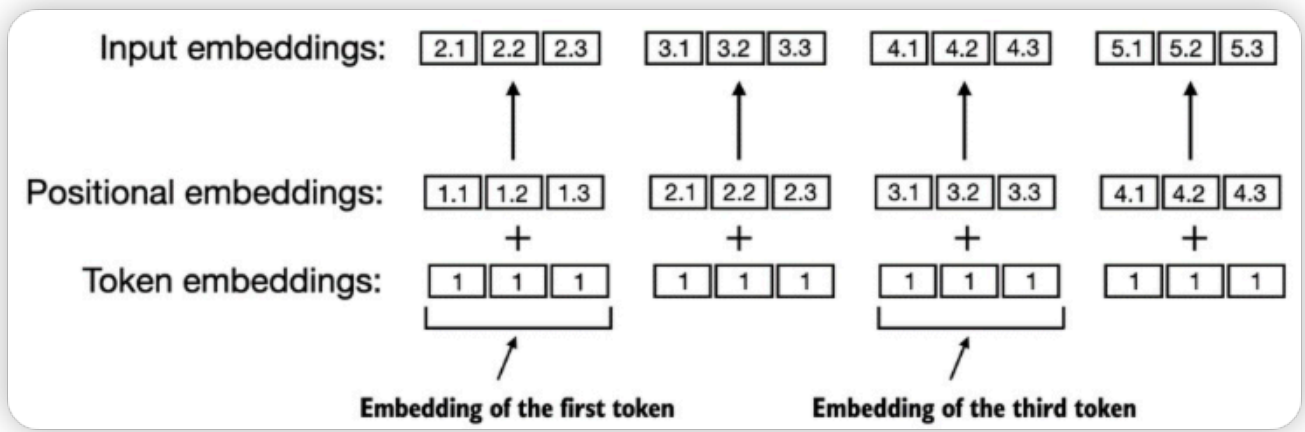 Input embeddings: 2.1 2.2 2.3 3.1 3.2 3.3 4.1 4.2 4.3 5.1 5.2 5.3
Positional embeddings: 1.1 1.2 1.3 2.1 2.2 2.3 3.1 3.2 3.3 4.1 4.2 4.3
+ + + +
Token embeddings: 1 1 1 1 1 1 1 1 1 1 1 1
Embedding of the first token Embedding of the third token